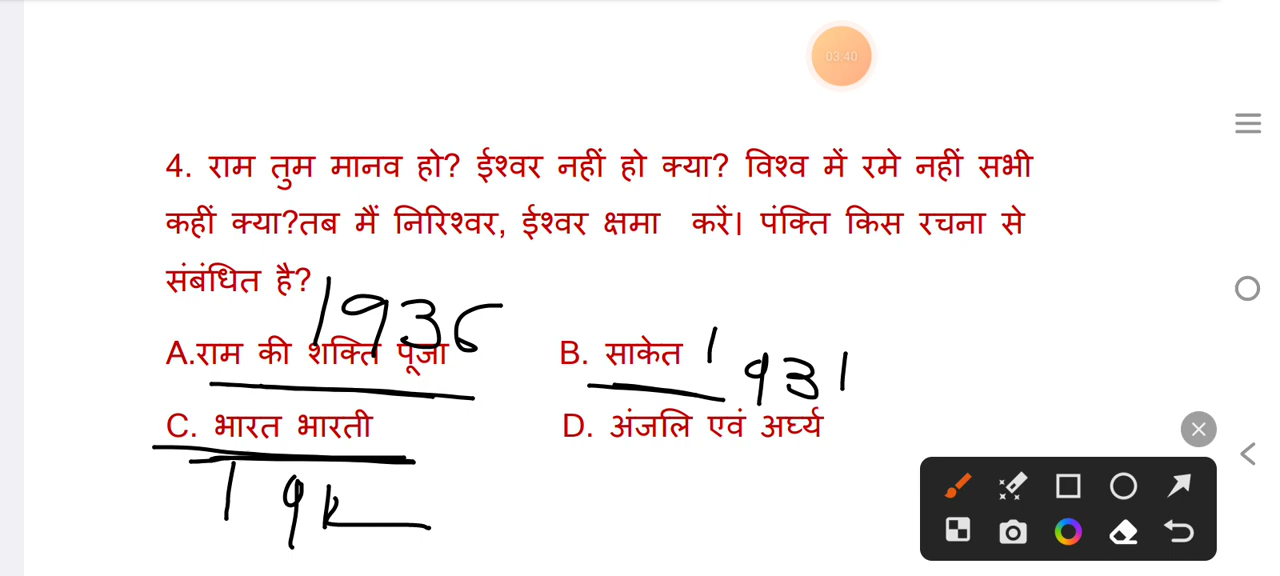 03:40
4. राम तुम मानव हो? ईश्वर नहीं हो क्या? विश्व में रमे नहीं सभी
कहीं क्या?तब मैं निरिश्वर, ईश्वर क्षमा करें। पंक्ति किस रचना से
संबंधित है?
1936
A.राम की शक्ति पूजा B. साकेत 1931
C. भारत भारती D. अंजलि एवं अर्घ्य